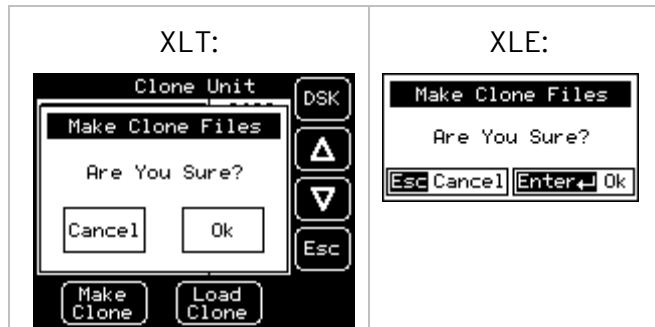 XLT:
Clone Unit
DSK
Make Clone Files
Are You Sure?
Cancel Ok
Esc
Make Clone
Load Clone
XLE:
Make Clone Files
Are You Sure?
Esc Cancel Enter↵ Ok